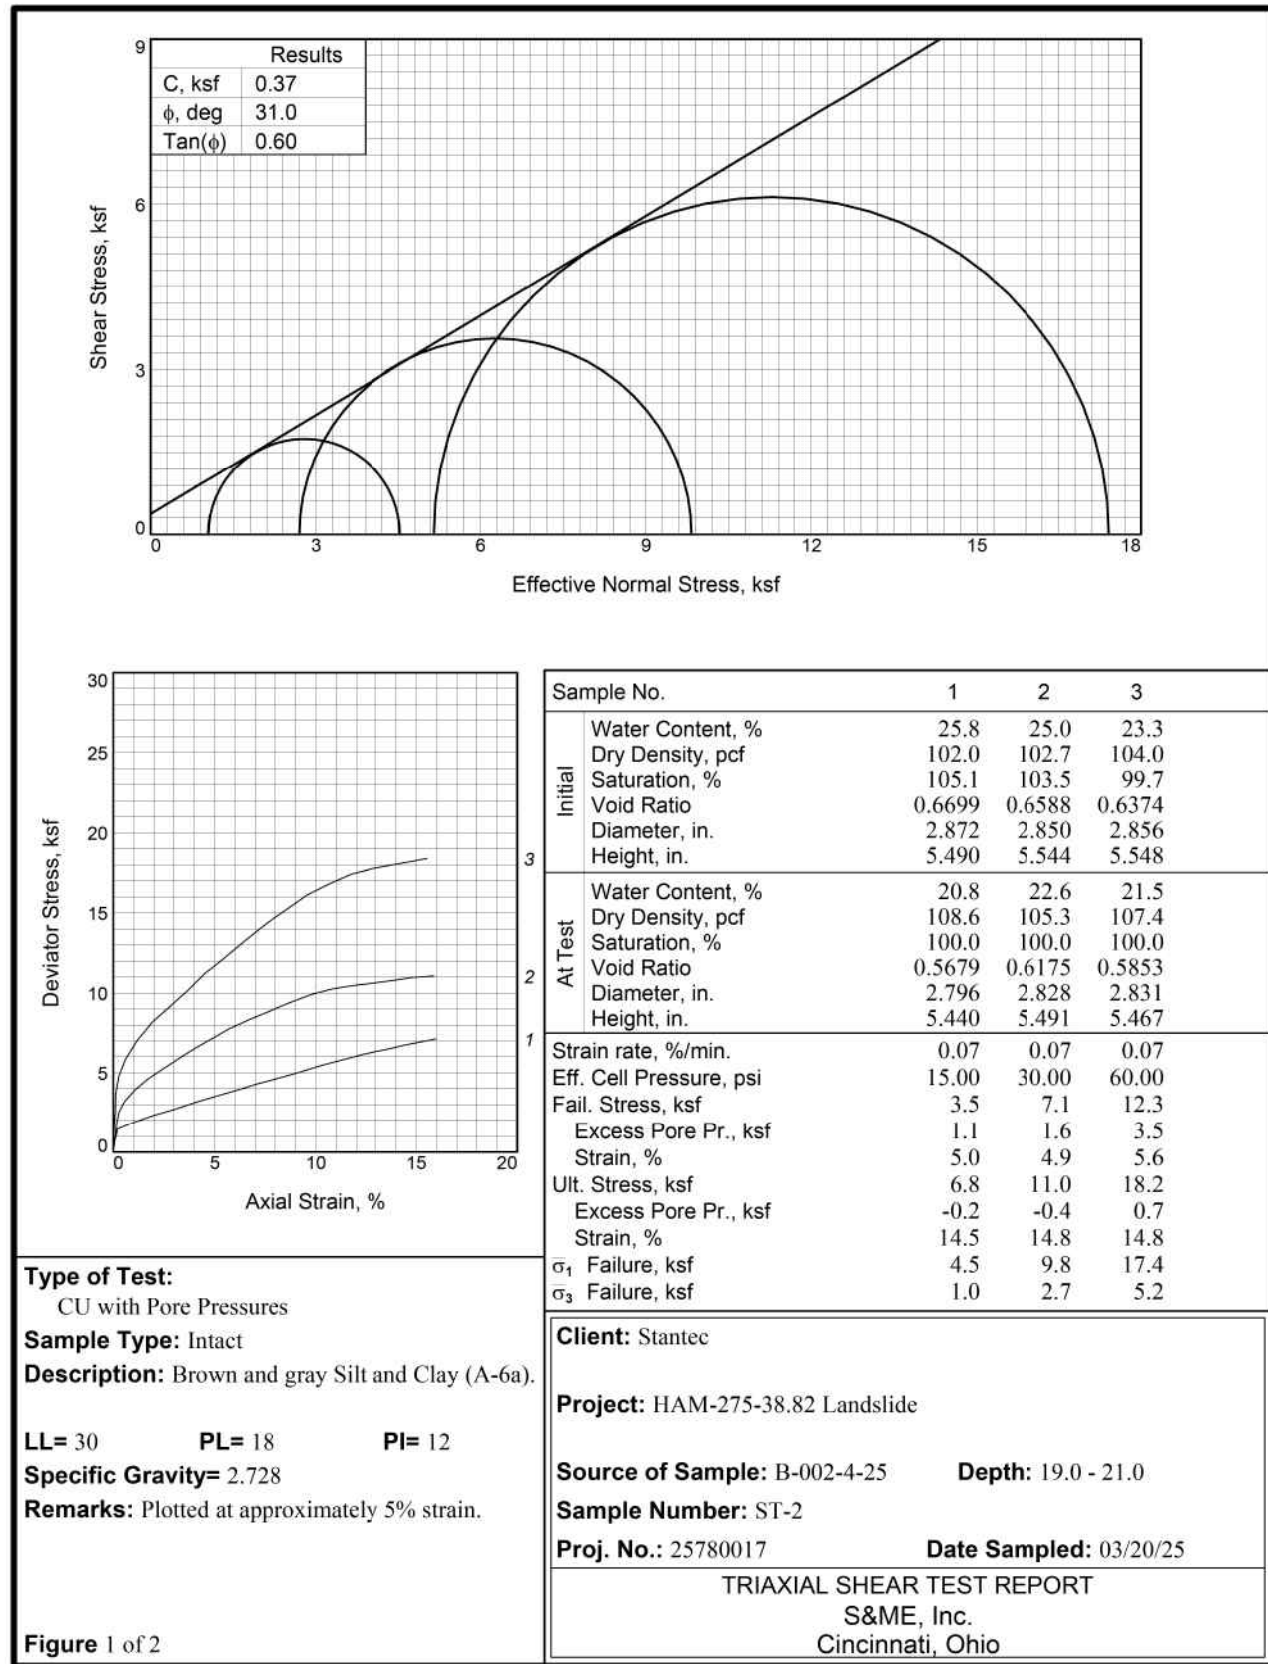 Results
C, ksf 0.37
ϕ, deg 31.0
Tan(ϕ) 0.60
9
6
3
0
Shear Stress, ksf
0 3 6 9 12 15 18
Effective Normal Stress, ksf
30
25
20
15
10
5
0
Deviator Stress, ksf
3
2
1
0 5 10 15 20
Axial Strain, %
Sample No. 1 2 3
Initial
Water Content, % 25.8 25.0 23.3
Dry Density, pcf 102.0 102.7 104.0
Saturation, % 105.1 103.5 99.7
Void Ratio 0.6699 0.6588 0.6374
Diameter, in. 2.872 2.850 2.856
Height, in. 5.490 5.544 5.548
At Test
Water Content, % 20.8 22.6 21.5
Dry Density, pcf 108.6 105.3 107.4
Saturation, % 100.0 100.0 100.0
Void Ratio 0.5679 0.6175 0.5853
Diameter, in. 2.796 2.828 2.831
Height, in. 5.440 5.491 5.467
Strain rate, %/min. 0.07 0.07 0.07
Eff. Cell Pressure, psi 15.00 30.00 60.00
Fail. Stress, ksf 3.5 7.1 12.3
Excess Pore Pr., ksf 1.1 1.6 3.5
Strain, % 5.0 4.9 5.6
Ult. Stress, ksf 6.8 11.0 18.2
Excess Pore Pr., ksf -0.2 -0.4 0.7
Strain, % 14.5 14.8 14.8
σ̅₁ Failure, ksf 4.5 9.8 17.4
σ̅₃ Failure, ksf 1.0 2.7 5.2
Type of Test:
CU with Pore Pressures
Sample Type: Intact
Description: Brown and gray Silt and Clay (A-6a).
LL= 30 PL= 18 PI= 12
Specific Gravity= 2.728
Remarks: Plotted at approximately 5% strain.
Figure 1 of 2
Client: Stantec
Project: HAM-275-38.82 Landslide
Source of Sample: B-002-4-25 Depth: 19.0 - 21.0
Sample Number: ST-2
Proj. No.: 25780017 Date Sampled: 03/20/25
TRIAXIAL SHEAR TEST REPORT
S&ME, Inc.
Cincinnati, Ohio